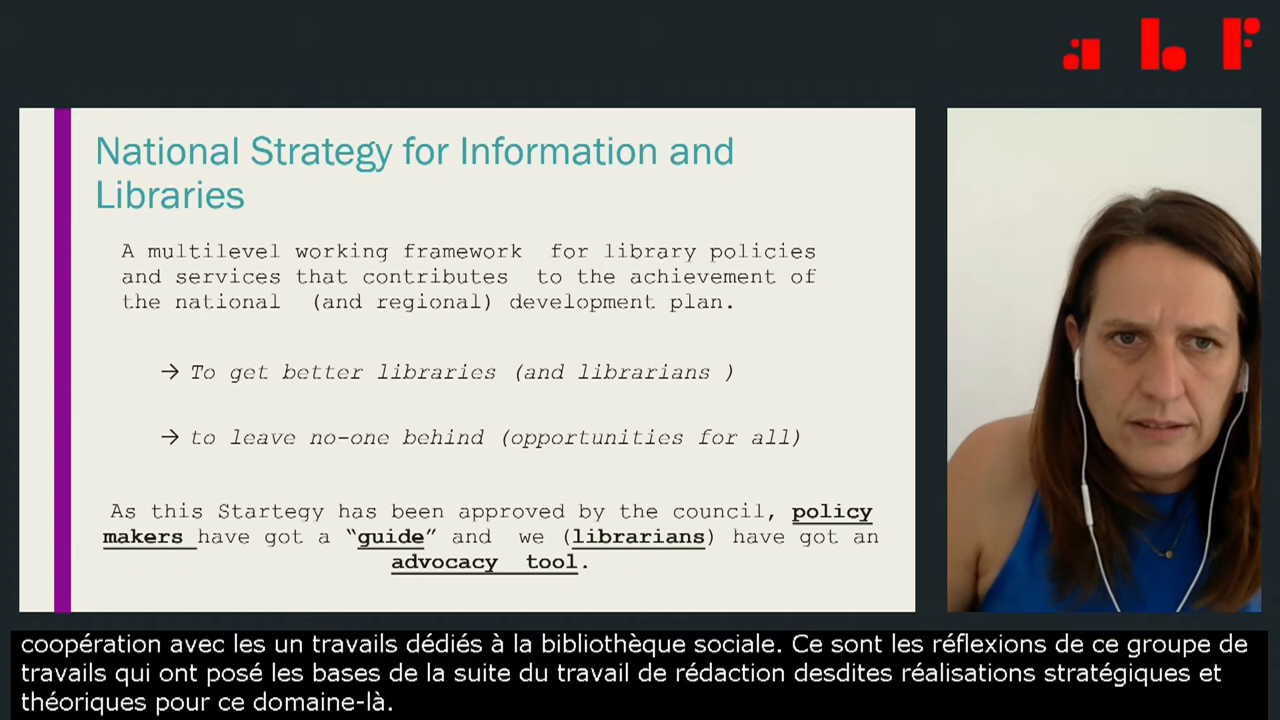 abf
National Strategy for Information and
Libraries
A multilevel working framework for library policies
and services that contributes to the achievement of
the national (and regional) development plan.
→ To get better libraries (and librarians )
→ to leave no-one behind (opportunities for all)
As this Startegy has been approved by the council, policy
makers have got a “guide” and we (librarians) have got an
advocacy tool.
coopération avec les un travails dédiés à la bibliothèque sociale. Ce sont les réflexions de ce groupe de
travails qui ont posé les bases de la suite du travail de rédaction desdites réalisations stratégiques et
théoriques pour ce domaine-là.